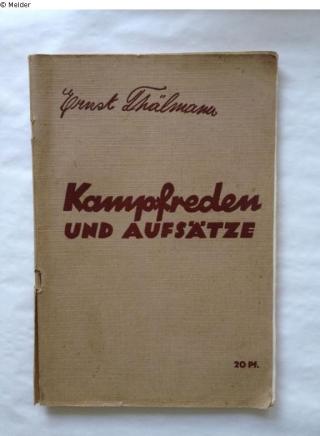 © Melder
Ernst Thälmann
Kampfreden
UND AUFSÄTZE
20 Pf.